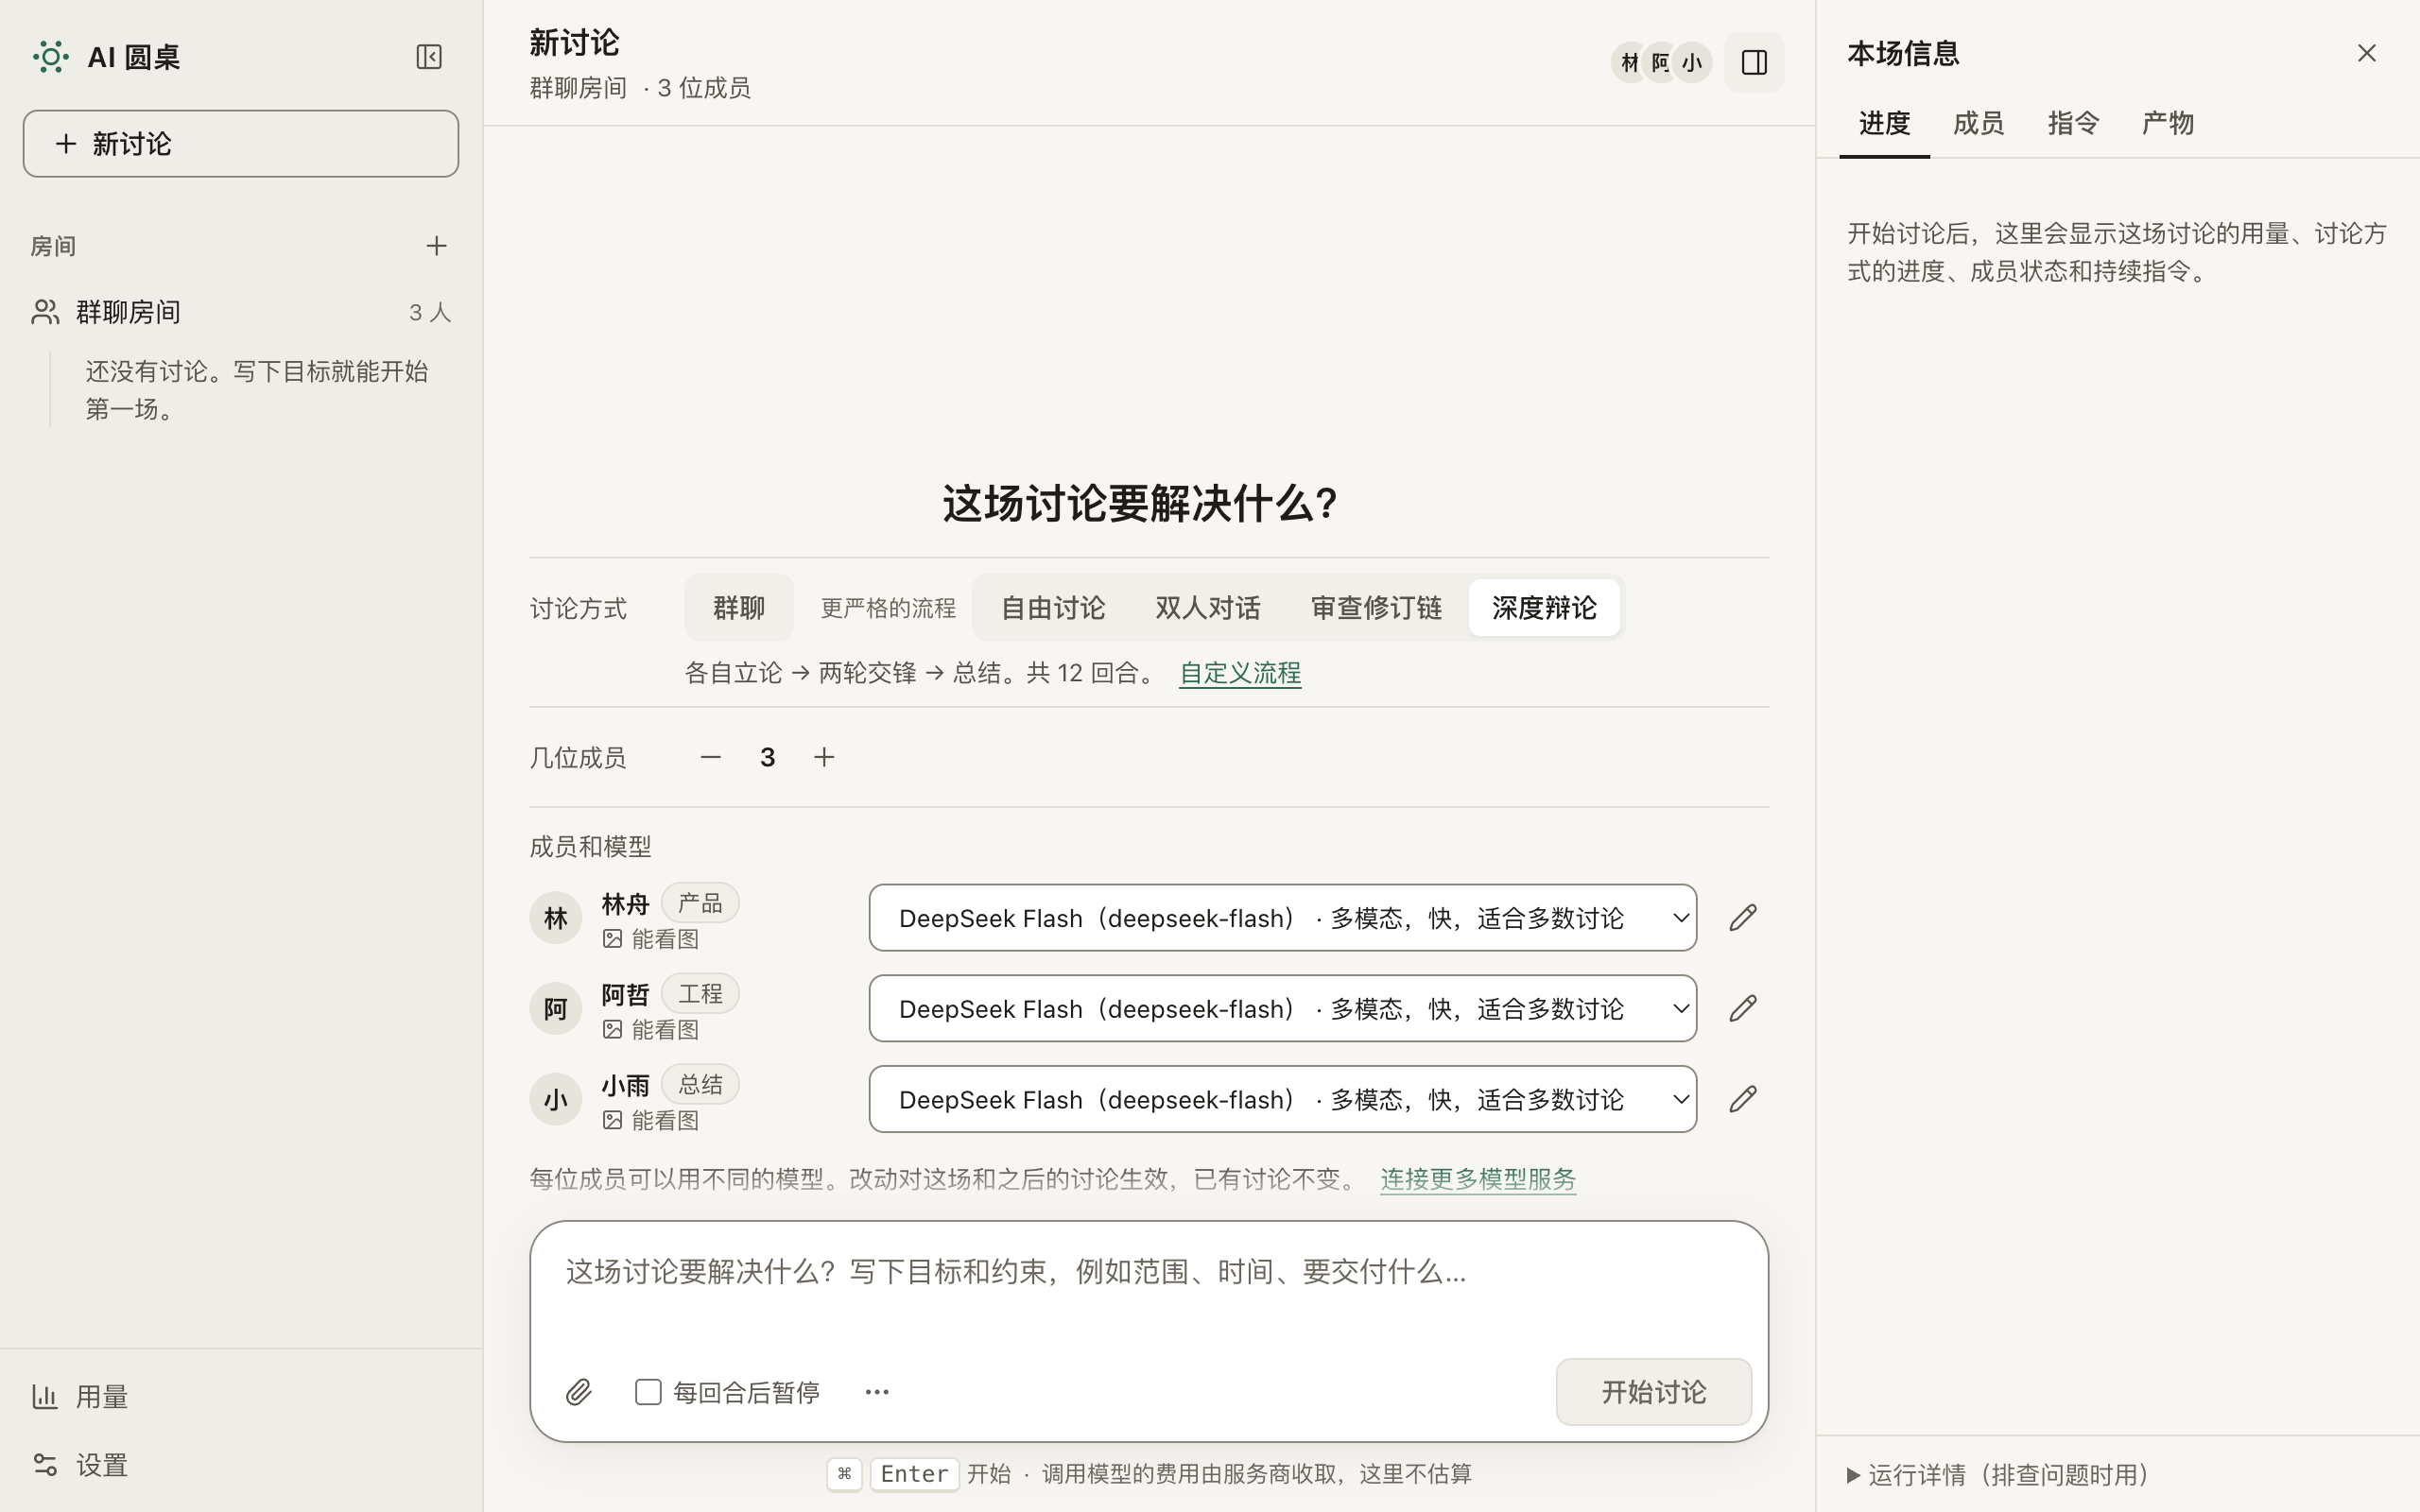 AI 圆桌
新讨论
房间
群聊房间
3 人
还没有讨论。写下目标就能开始
第一场。
用量
设置
新讨论
群聊房间 · 3 位成员
林 阿 小
这场讨论要解决什么?
讨论方式
群聊
更严格的流程
自由讨论
双人对话
审查修订链
深度辩论
各自立论 → 两轮交锋 → 总结。共 12 回合。 自定义流程
几位成员
3
成员和模型
林
林舟 产品
能看图
DeepSeek Flash（deepseek-flash） · 多模态，快，适合多数讨论
阿
阿哲 工程
能看图
DeepSeek Flash（deepseek-flash） · 多模态，快，适合多数讨论
小
小雨 总结
能看图
DeepSeek Flash（deepseek-flash） · 多模态，快，适合多数讨论
每位成员可以用不同的模型。改动对这场和之后的讨论生效，已有讨论不变。 连接更多模型服务
这场讨论要解决什么？写下目标和约束，例如范围、时间、要交付什么…
每回合后暂停
开始讨论
⌘ Enter 开始 · 调用模型的费用由服务商收取，这里不估算
本场信息
进度 成员 指令 产物
开始讨论后，这里会显示这场讨论的用量、讨论方
式的进度、成员状态和持续指令。
运行详情（排查问题时用）